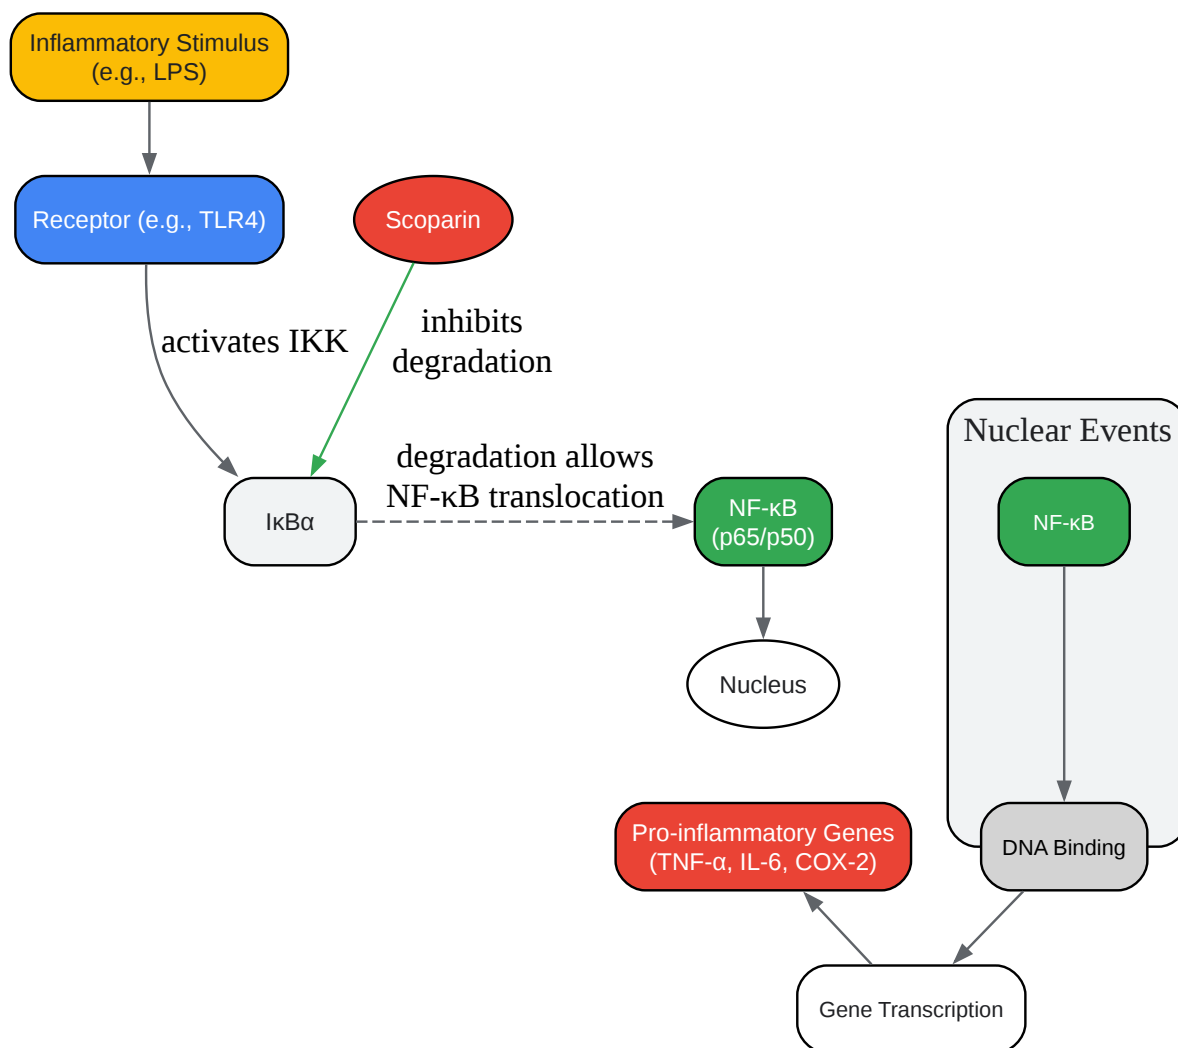 Inflammatory Stimulus
(e.g., LPS)
Receptor (e.g., TLR4)
Scoparin
activates IKK
inhibits
degradation
IκBα
degradation allows
NF-κB translocation
NF-κB
(p65/p50)
Nucleus
Nuclear Events
NF-κB
DNA Binding
Pro-inflammatory Genes
(TNF-α, IL-6, COX-2)
Gene Transcription